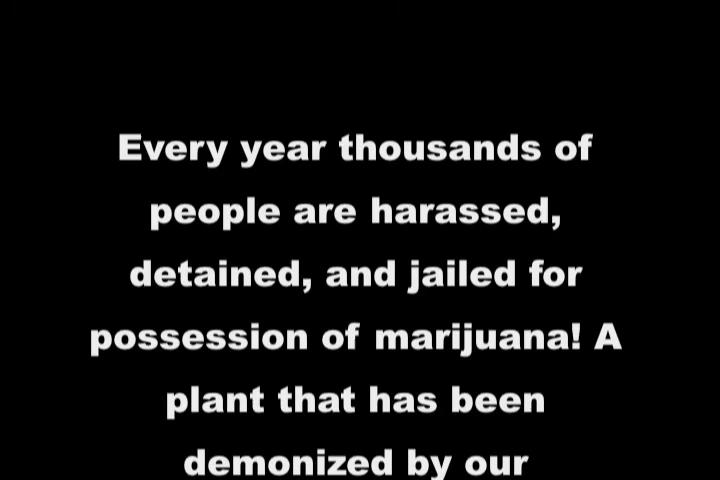 Every year thousands of
people are harassed,
detained, and jailed for
possession of marijuana! A
plant that has been
demonized by our